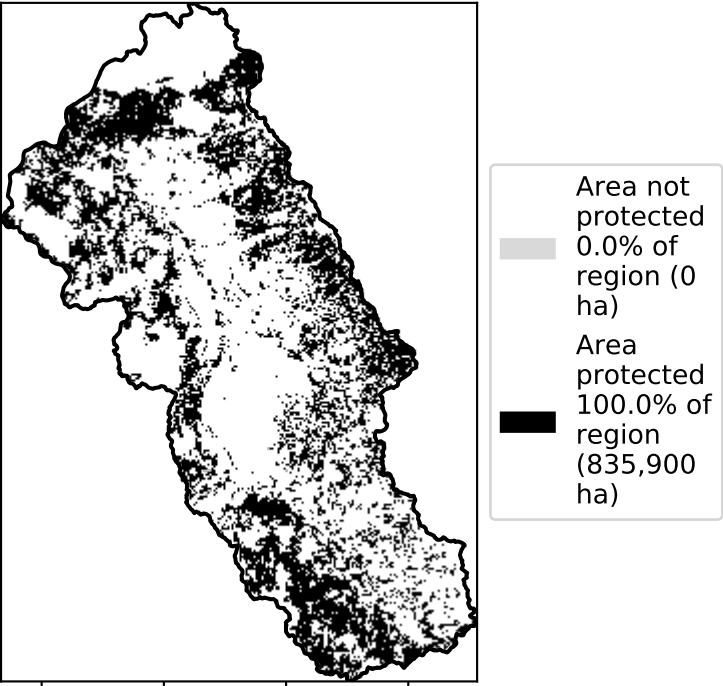 Area not
protected
0.0% of
region (0
ha)
Area
protected
100.0% of
region
(835,900
ha)